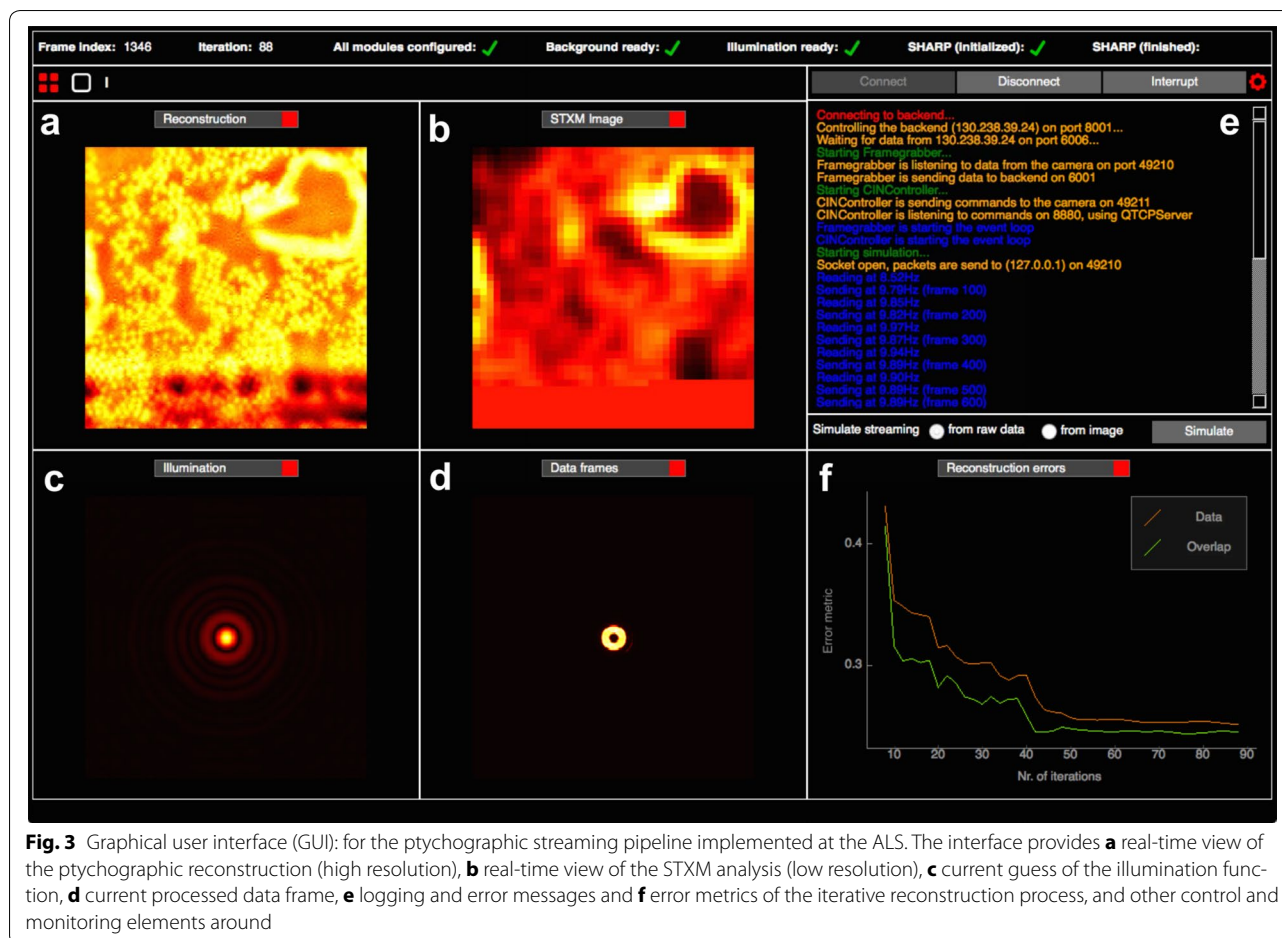 Frame Index: 1346 Iteration: 88 All modules configured: Background ready: Illumination ready: SHARP (initialized): SHARP (finished):
Connect Disconnect Interrupt
a Reconstruction
b STXM Image
e
Connecting to backend...
Controlling the backend (130.238.39.24) on port 8001...
Waiting for data from 130.238.39.24 on port 6006...
Starting Framegrabber...
Framegrabber is listening to data from the camera on port 49210
Framegrabber is sending data to backend on 6001
Starting CINController...
CINController is sending commands to the camera on 49211
CINController is listening to commands on 8880, using QTCPServer
Framegrabber is starting the event loop
CINController is starting the event loop
Starting simulation...
Socket open, packets are send to (127.0.0.1) on 49210
Reading at 8.52Hz
Sending at 9.79Hz (frame 100)
Reading at 9.85Hz
Sending at 9.82Hz (frame 200)
Reading at 9.97Hz
Sending at 9.87Hz (frame 300)
Reading at 9.94Hz
Sending at 9.89Hz (frame 400)
Reading at 9.90Hz
Sending at 9.89Hz (frame 500)
Sending at 9.89Hz (frame 600)
Simulate streaming from raw data from image Simulate
c Illumination
d Data frames
f Reconstruction errors
Data
Overlap
0.4
0.3
Error metric
10 20 30 40 50 60 70 80 90
Nr. of iterations
Fig. 3 Graphical user interface (GUI): for the ptychographic streaming pipeline implemented at the ALS. The interface provides a real-time view of
the ptychographic reconstruction (high resolution), b real-time view of the STXM analysis (low resolution), c current guess of the illumination func-
tion, d current processed data frame, e logging and error messages and f error metrics of the iterative reconstruction process, and other control and
monitoring elements around